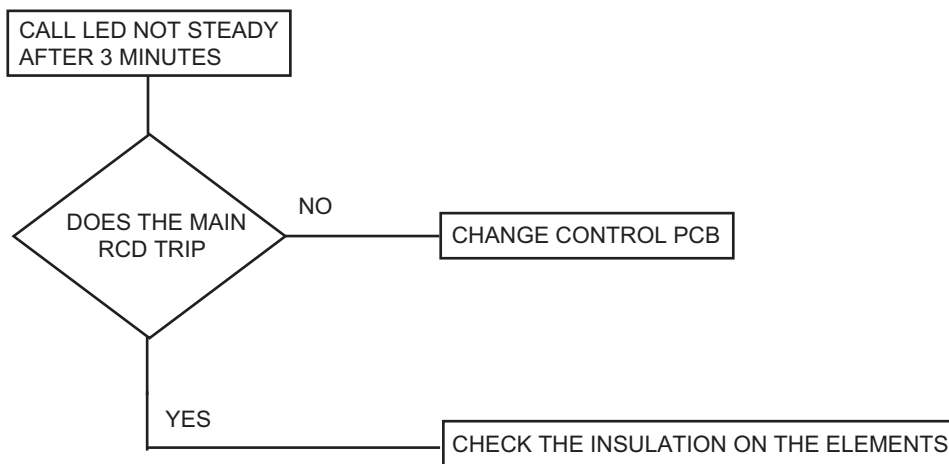 CALL LED NOT STEADY
AFTER 3 MINUTES
DOES THE MAIN
RCD TRIP
NO
CHANGE CONTROL PCB
YES
CHECK THE INSULATION ON THE ELEMENTS